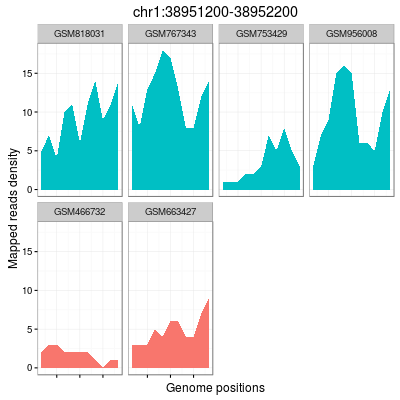 chr1:38951200-38952200
GSM818031 GSM767343 GSM753429 GSM956008
15
10
5
0
GSM466732 GSM663427
15
10
5
0
Mapped reads density
Genome positions